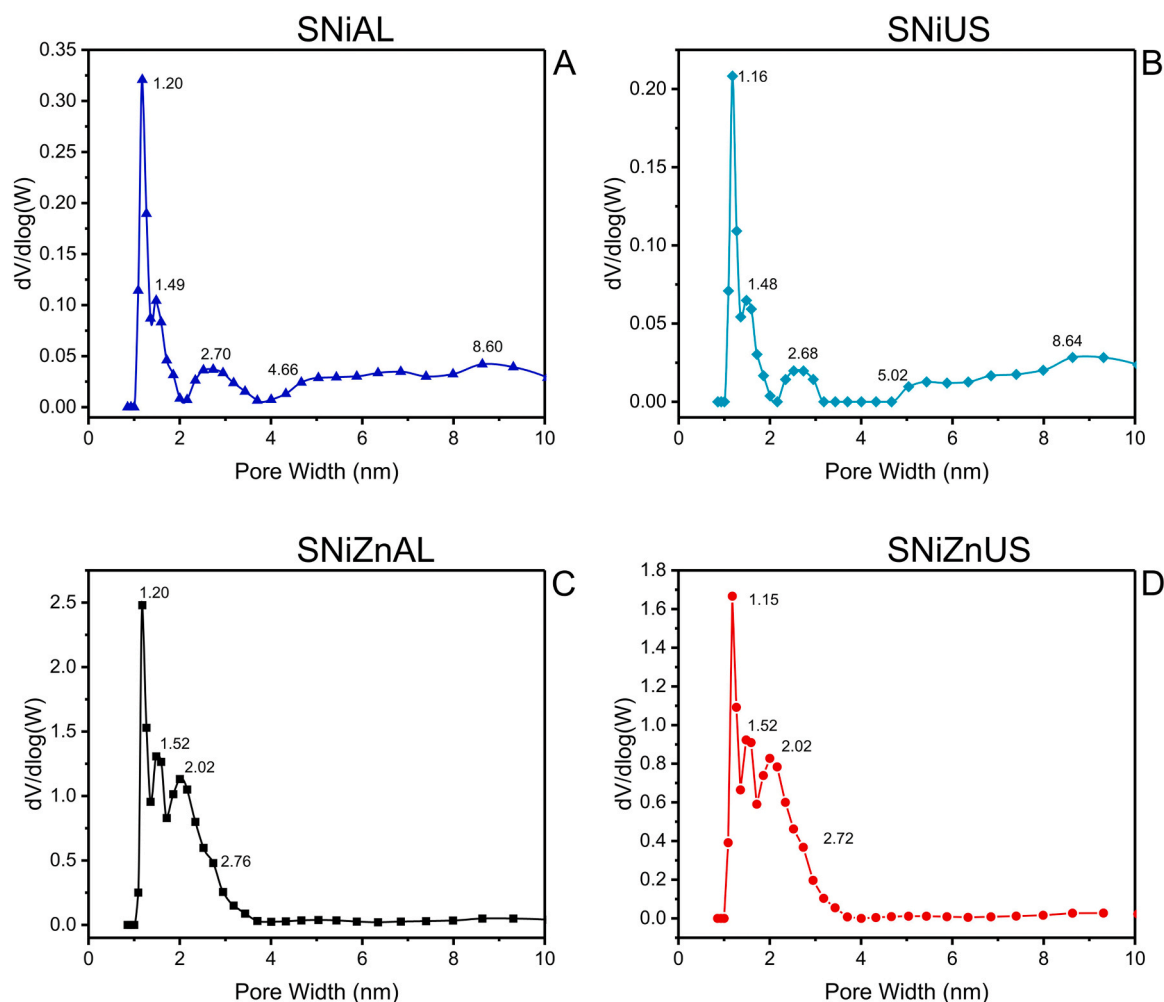 SNiAL
A
dV/dlog(W)
0.35
0.30
0.25
0.20
0.15
0.10
0.05
0.00
1.20
1.49
2.70
4.66
8.60
0 2 4 6 8 10
Pore Width (nm)
SNiUS
B
dV/dlog(W)
0.20
0.15
0.10
0.05
0.00
1.16
1.48
2.68
5.02
8.64
0 2 4 6 8 10
Pore Width (nm)
SNiZnAL
C
dV/dlog(W)
2.5
2.0
1.5
1.0
0.5
0.0
1.20
1.52
2.02
2.76
0 2 4 6 8 10
Pore Width (nm)
SNiZnUS
D
dV/dlog(W)
1.8
1.6
1.4
1.2
1.0
0.8
0.6
0.4
0.2
0.0
1.15
1.52
2.02
2.72
0 2 4 6 8 10
Pore Width (nm)